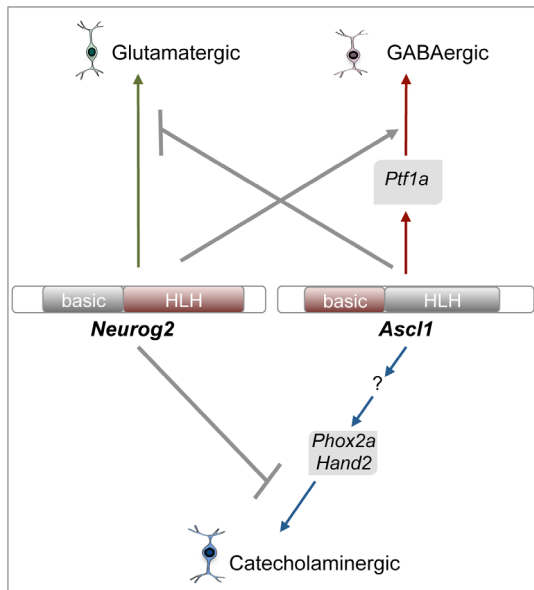 Glutamatergic
GABAergic
Ptf1a
basic HLH
basic HLH
Neurog2
Ascl1
?
Phox2a
Hand2
Catecholaminergic